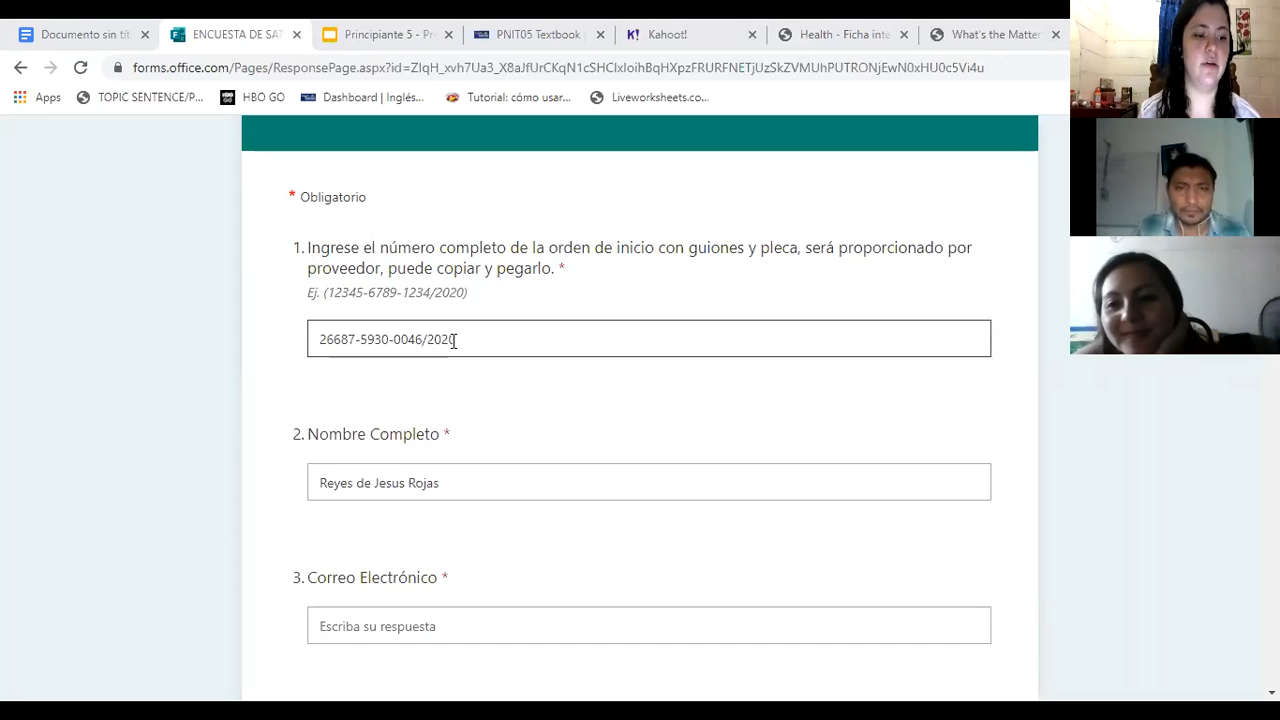 Documento sin tít
ENCUESTA DE SAT
Principiante 5 - Pre
PNIT05 Textbook
Kahoot!
Health - Ficha inte
What's the Matter
forms.office.com/Pages/ResponsePage.aspx?id=
Apps
TOPIC SENTENCE/P...
HBO GO
Dashboard | Inglés...
Tutorial: cómo usar...
Liveworksheets.co...
* Obligatorio
1. Ingrese el número completo de la orden de inicio con guiones y pleca, será proporcionado por
proveedor, puede copiar y pegarlo. *
Ej. (12345-6789-1234/2020)
26687-5930-0046/2020
2. Nombre Completo *
Reyes de Jesus Rojas
3. Correo Electrónico *
Escriba su respuesta